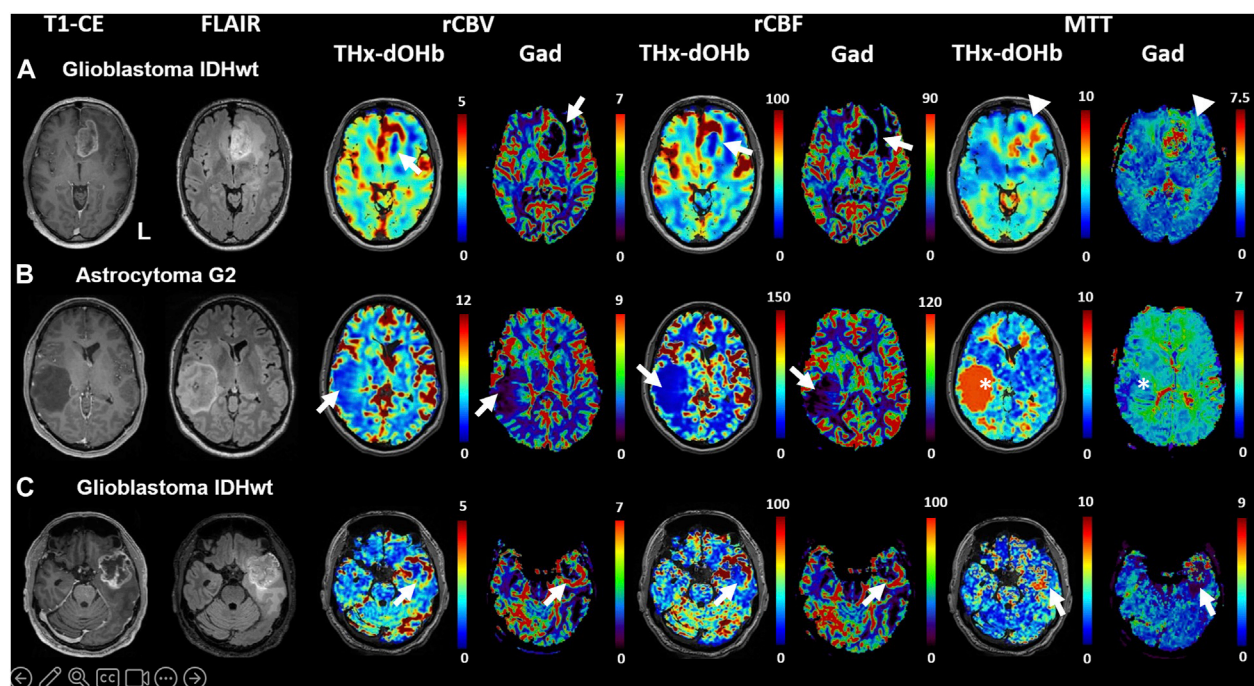 T1-CE FLAIR rCBV rCBF MTT
THx-dOHb Gad THx-dOHb Gad THx-dOHb Gad
A Glioblastoma IDHwt
5 7 100 90 10 7.5
L
0 0 0 0 0 0
B Astrocytoma G2
12 9 150 120 10 7
* *
0 0 0 0 0 0
C Glioblastoma IDHwt
5 7 100 100 10 9
0 0 0 0 0 0
CC